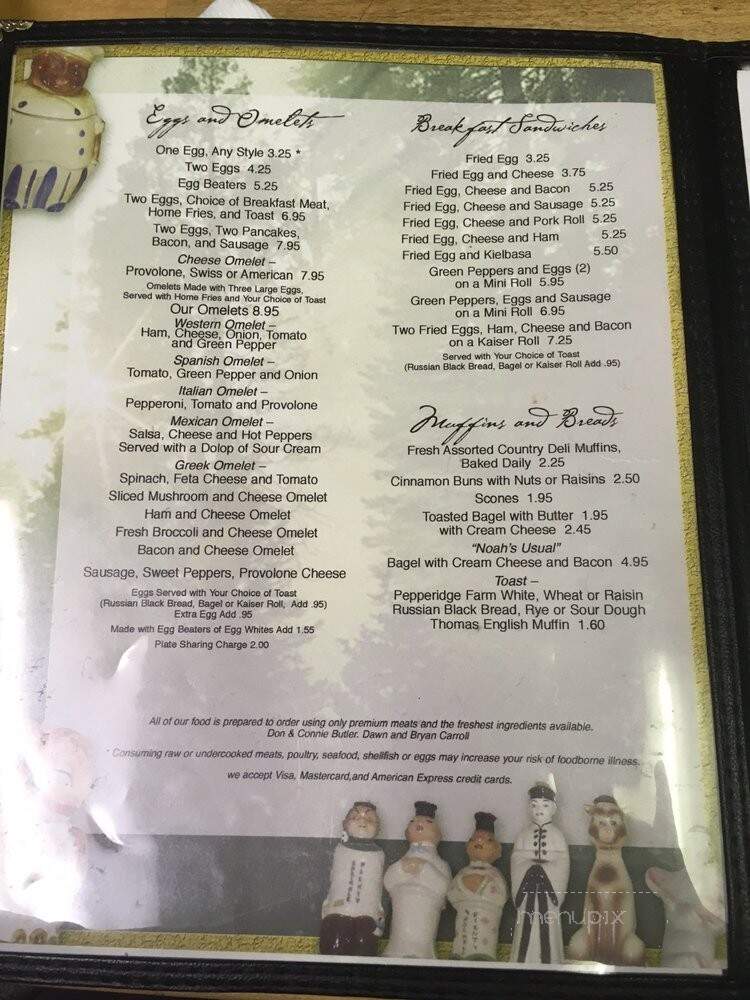 Eggs and Omelets
One Egg, Any Style 3.25 *
Two Eggs 4.25
Egg Beaters 5.25
Two Eggs, Choice of Breakfast Meat,
Home Fries, and Toast 6.95
Two Eggs, Two Pancakes,
Bacon, and Sausage 7.95
Cheese Omelet –
Provolone, Swiss or American 7.95
Omelets Made with Three Large Eggs,
Served with Home Fries and Your Choice of Toast
Our Omelets 8.95
Western Omelet –
Ham, Cheese, Onion, Tomato
and Green Pepper
Spanish Omelet –
Tomato, Green Pepper and Onion
Italian Omelet –
Pepperoni, Tomato and Provolone
Mexican Omelet –
Salsa, Cheese and Hot Peppers
Served with a Dolop of Sour Cream
Greek Omelet –
Spinach, Feta Cheese and Tomato
Sliced Mushroom and Cheese Omelet
Ham and Cheese Omelet
Fresh Broccoli and Cheese Omelet
Bacon and Cheese Omelet
Sausage, Sweet Peppers, Provolone Cheese
Eggs Served with Your Choice of Toast
(Russian Black Bread, Bagel or Kaiser Roll, Add .95)
Extra Egg Add .95
Made with Egg Beaters of Egg Whites Add 1.55
Plate Sharing Charge 2.00
Breakfast Sandwiches
Fried Egg 3.25
Fried Egg and Cheese 3.75
Fried Egg, Cheese and Bacon 5.25
Fried Egg, Cheese and Sausage 5.25
Fried Egg, Cheese and Pork Roll 5.25
Fried Egg, Cheese and Ham 5.25
Fried Egg and Kielbasa 5.50
Green Peppers and Eggs (2)
on a Mini Roll 5.95
Green Peppers, Eggs and Sausage
on a Mini Roll 6.95
Two Fried Eggs, Ham, Cheese and Bacon
on a Kaiser Roll 7.25
Served with Your Choice of Toast
(Russian Black Bread, Bagel or Kaiser Roll Add .95)
Muffins and Breads
Fresh Assorted Country Deli Muffins,
Baked Daily 2.25
Cinnamon Buns with Nuts or Raisins 2.50
Scones 1.95
Toasted Bagel with Butter 1.95
with Cream Cheese 2.45
"Noah's Usual"
Bagel with Cream Cheese and Bacon 4.95
Toast –
Pepperidge Farm White, Wheat or Raisin
Russian Black Bread, Rye or Sour Dough
Thomas English Muffin 1.60
All of our food is prepared to order using only premium meats and the freshest ingredients available.
Don & Connie Butler. Dawn and Bryan Carroll
* Consuming raw or undercooked meats, poultry, seafood, shellfish or eggs may increase your risk of foodborne illness.
we accept Visa, Mastercard,and American Express credit cards.
menupix